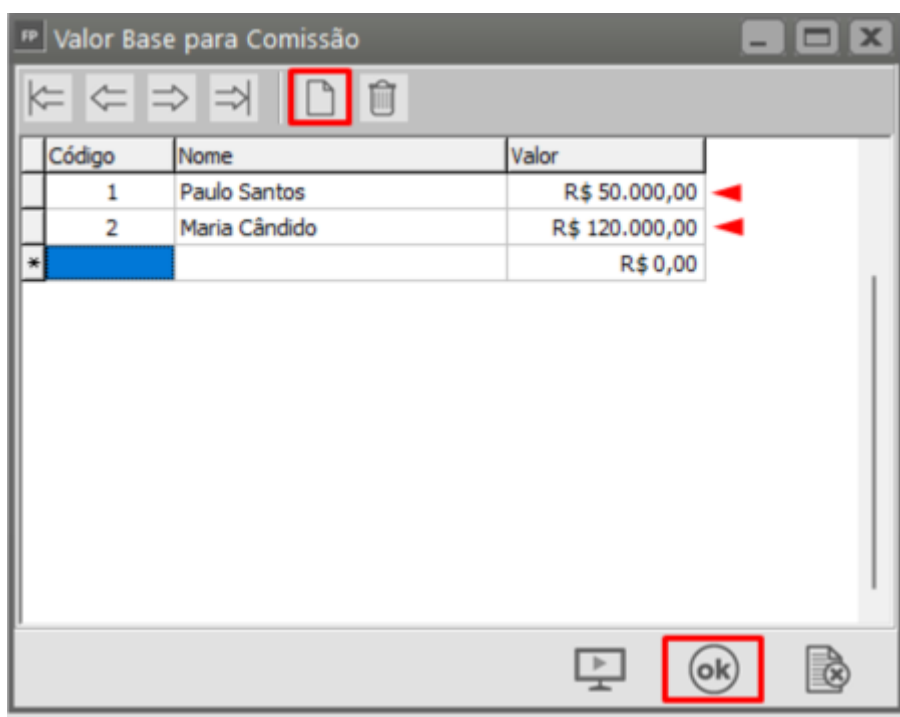 FP Valor Base para Comissão
Código Nome Valor
1 Paulo Santos R$ 50.000,00
2 Maria Cândido R$ 120.000,00
* R$ 0,00
ok